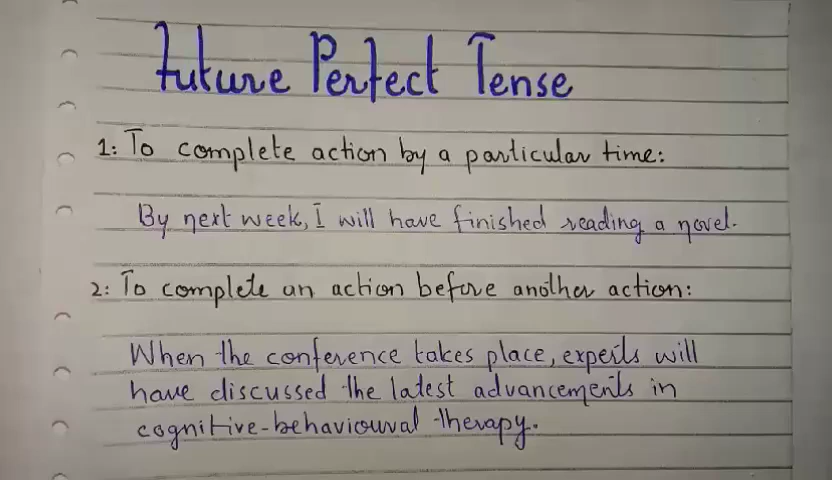 Future Perfect Tense
1: To complete action by a particular time:
By next week, I will have finished reading a novel.
2: To complete an action before another action:
When the conference takes place, experts will
have discussed the latest advancements in
cognitive-behavioural therapy.